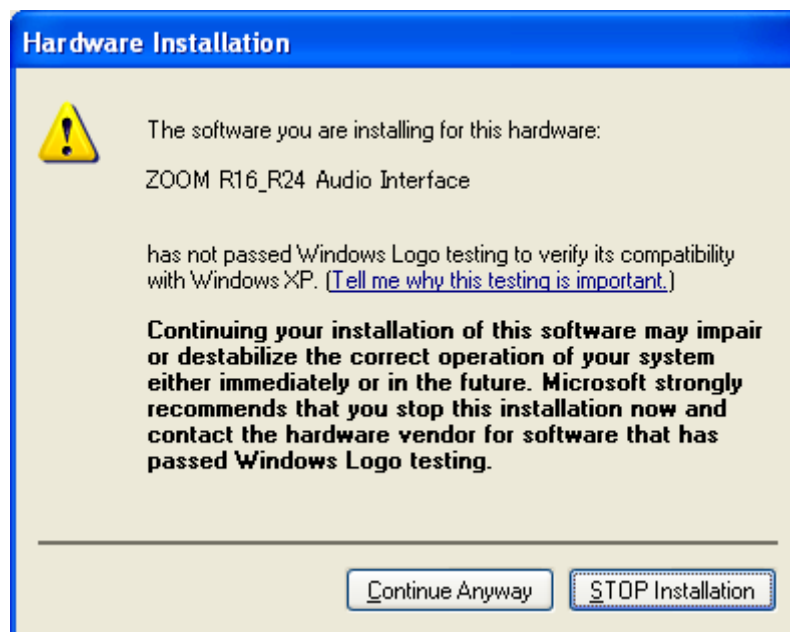 Hardware Installation
The software you are installing for this hardware:
ZOOM R16_R24 Audio Interface
has not passed Windows Logo testing to verify its compatibility
with Windows XP. (Tell me why this testing is important.)
Continuing your installation of this software may impair
or destabilize the correct operation of your system
either immediately or in the future. Microsoft strongly
recommends that you stop this installation now and
contact the hardware vendor for software that has
passed Windows Logo testing.
Continue Anyway
STOP Installation